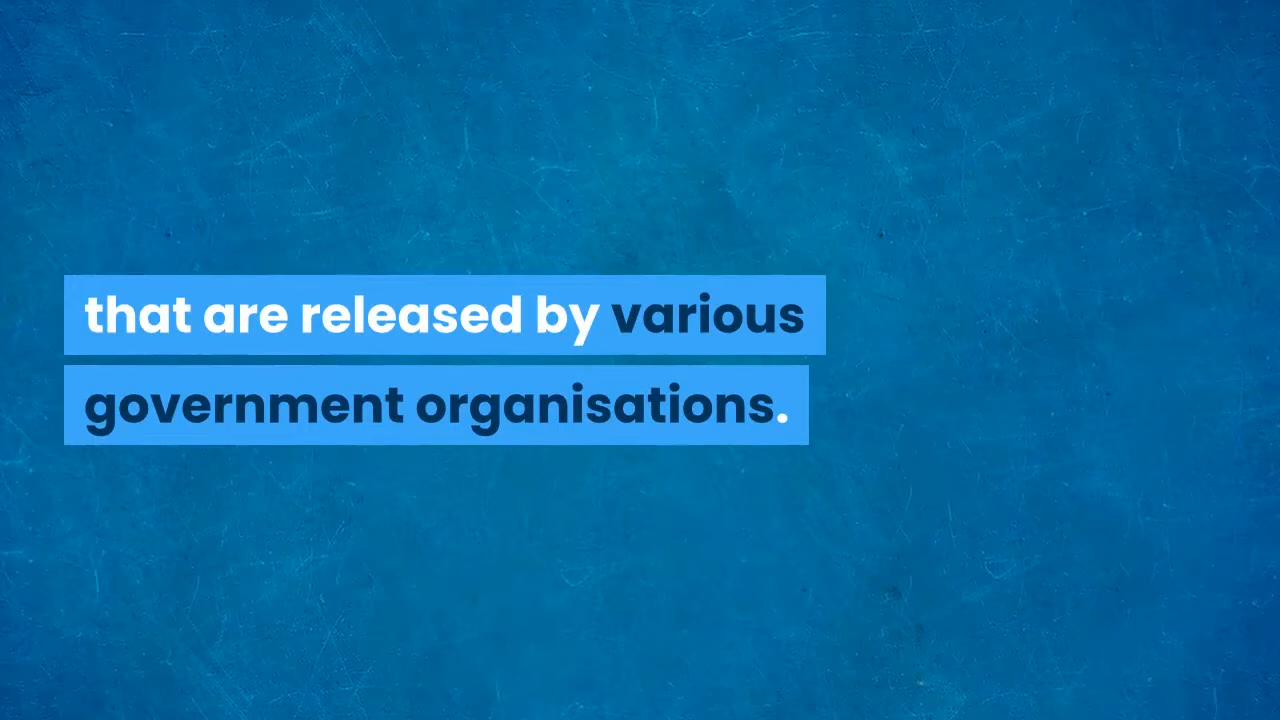 that are released by various
government organisations.